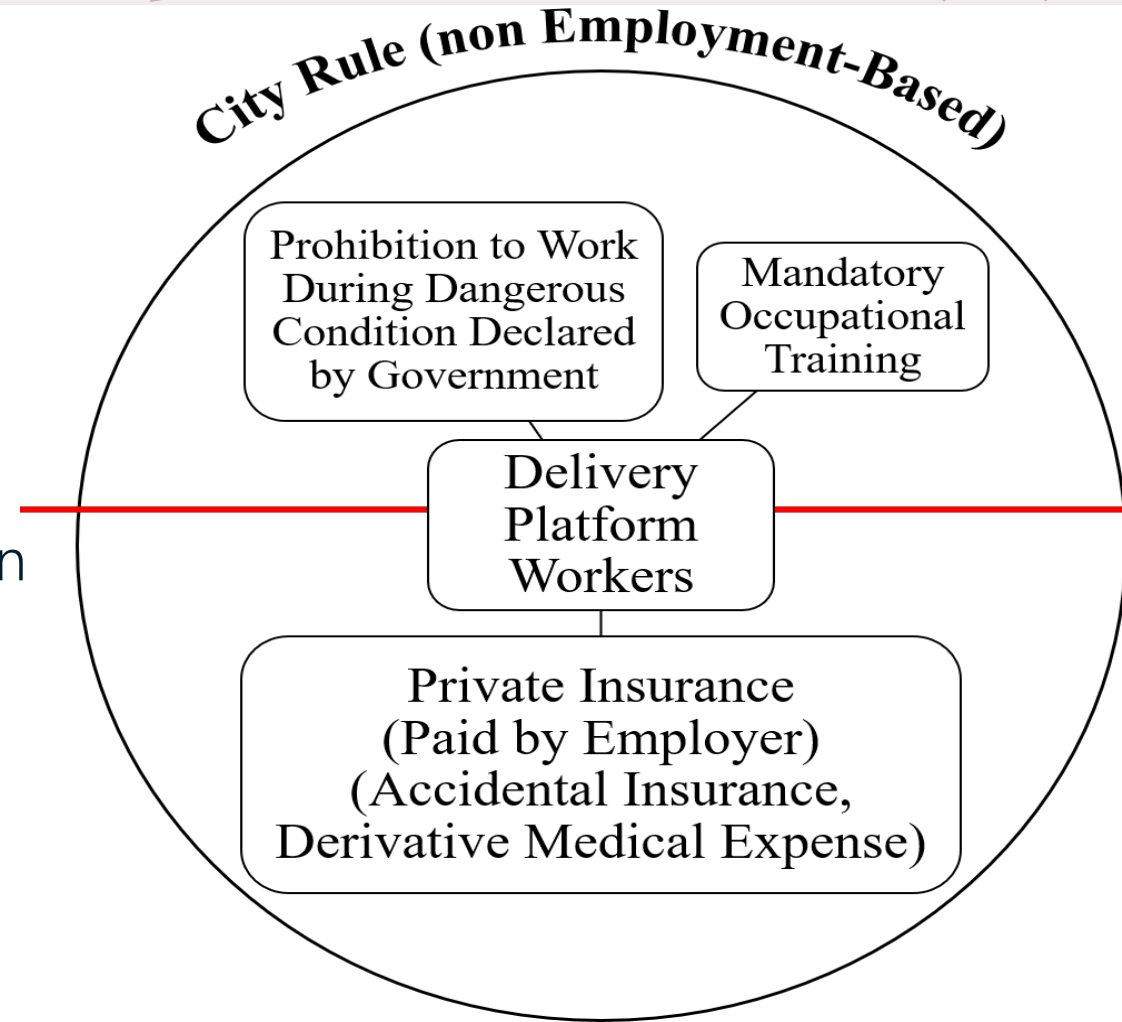 City Rule (non Employment-Based)
Prohibition to Work
During Dangerous
Condition Declared
by Government
Mandatory
Occupational
Training
Delivery
Platform
Workers
n
Private Insurance
(Paid by Employer)
(Accidental Insurance,
Derivative Medical Expense)